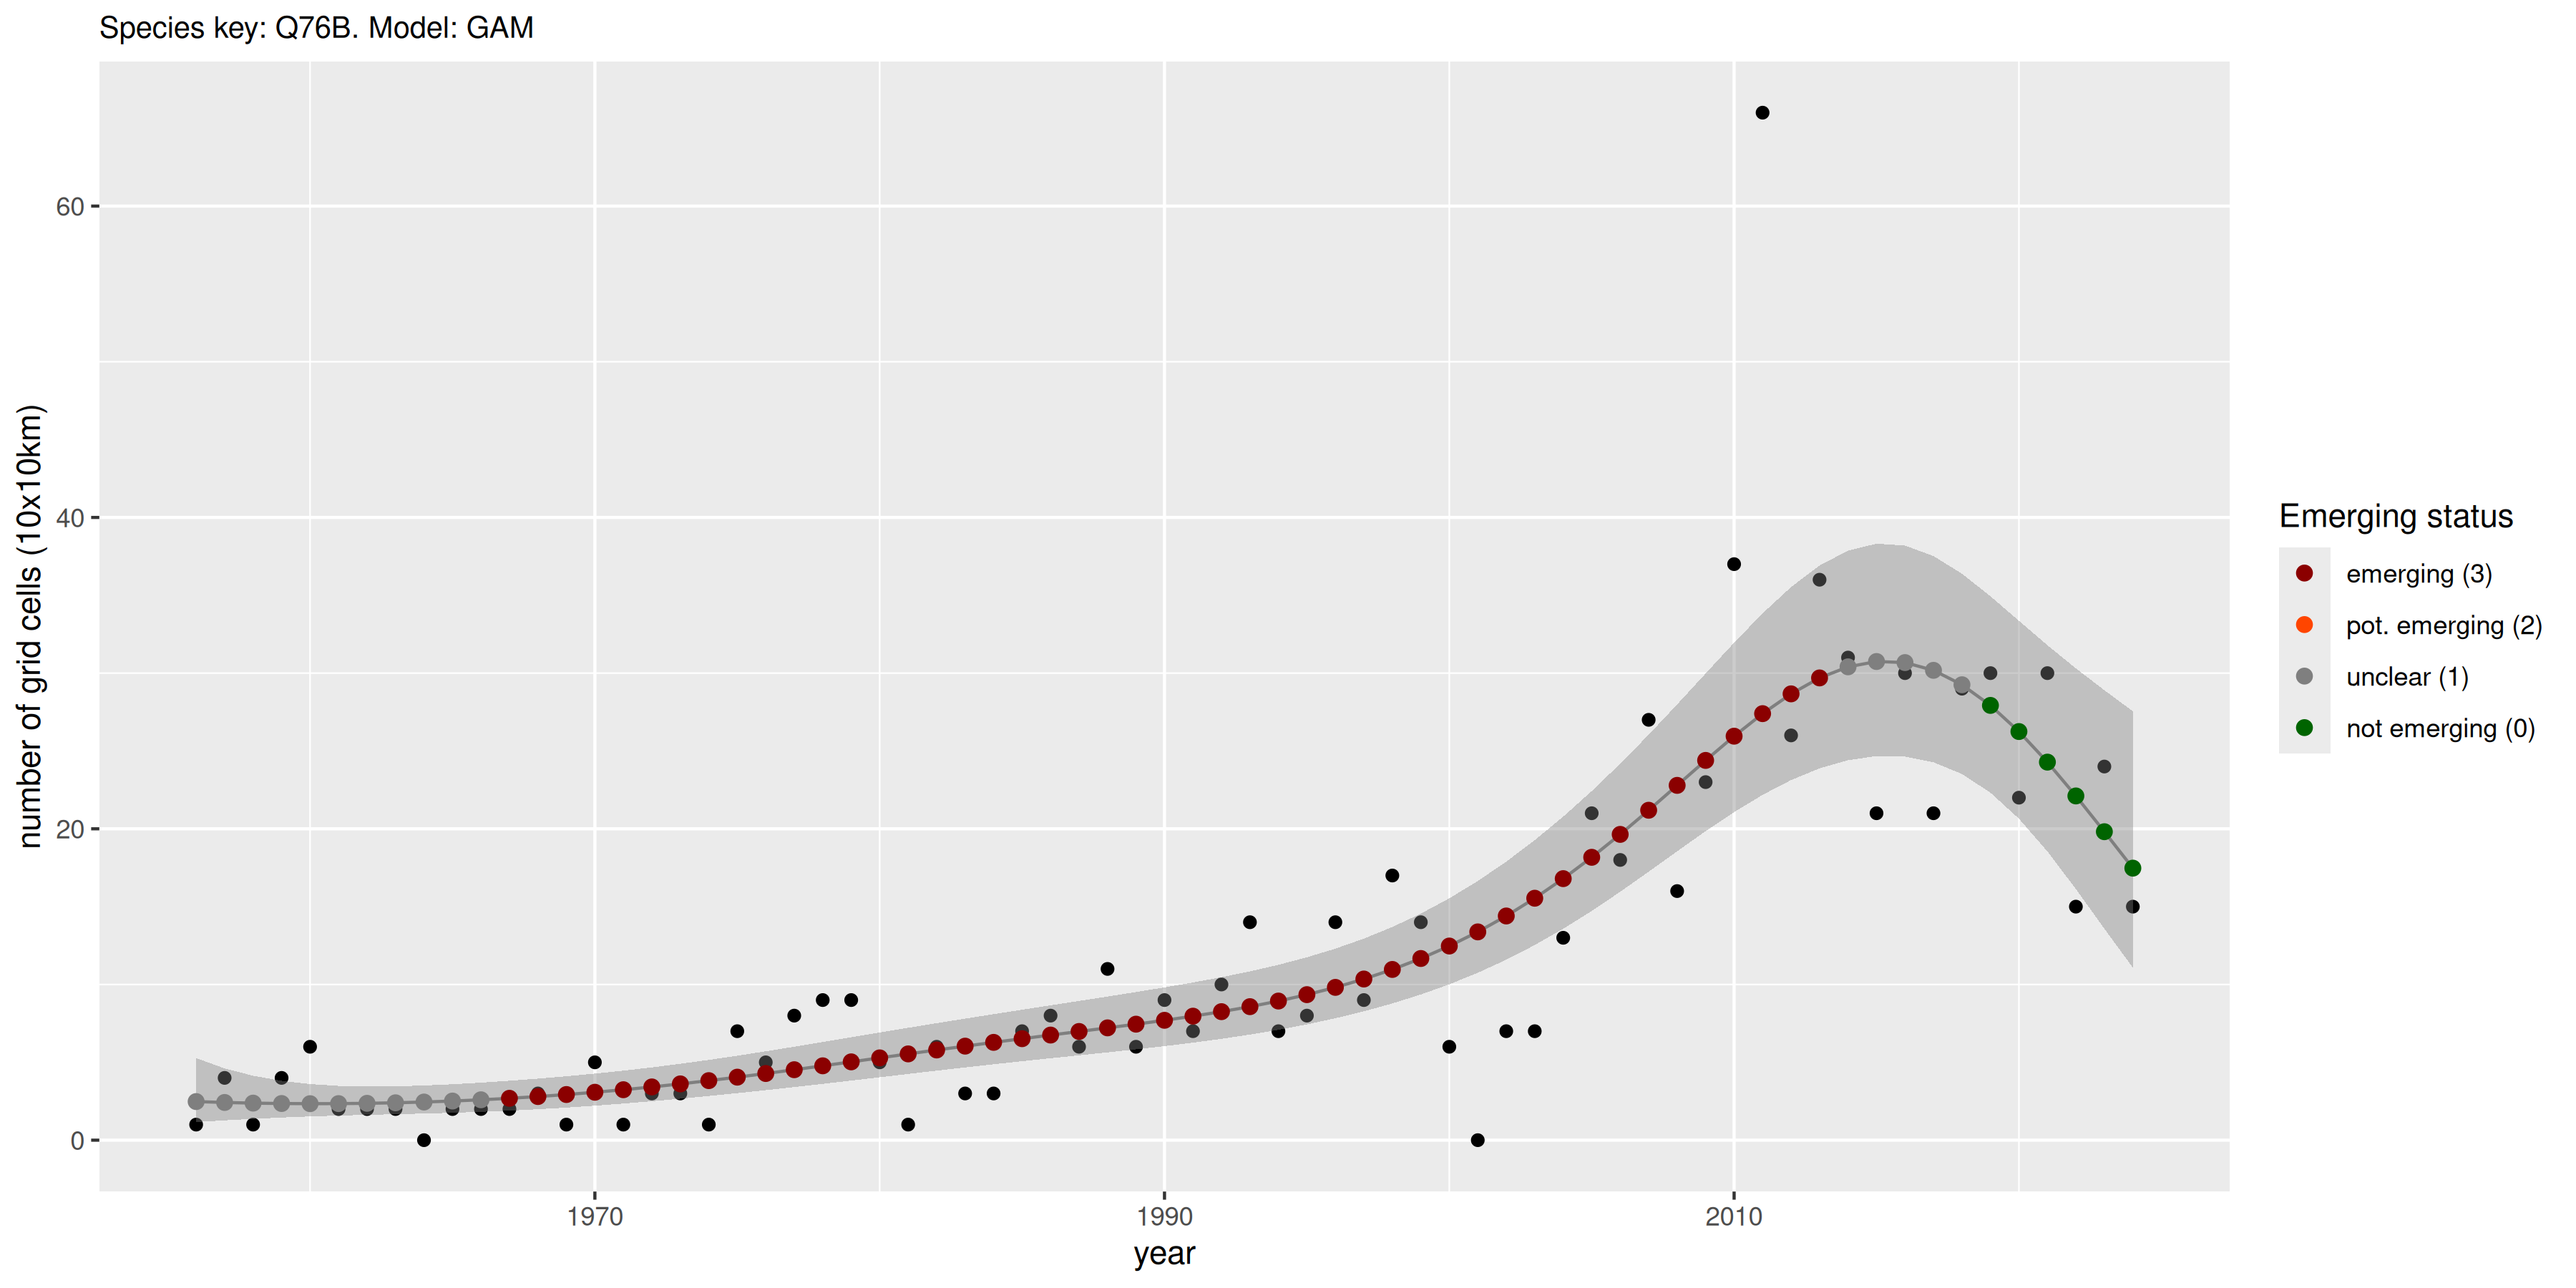 Species key: Q76B. Model: GAM
number of grid cells (10x10km)
60
40
20
0
1970
1990
2010
year
Emerging status
emerging (3)
pot. emerging (2)
unclear (1)
not emerging (0)